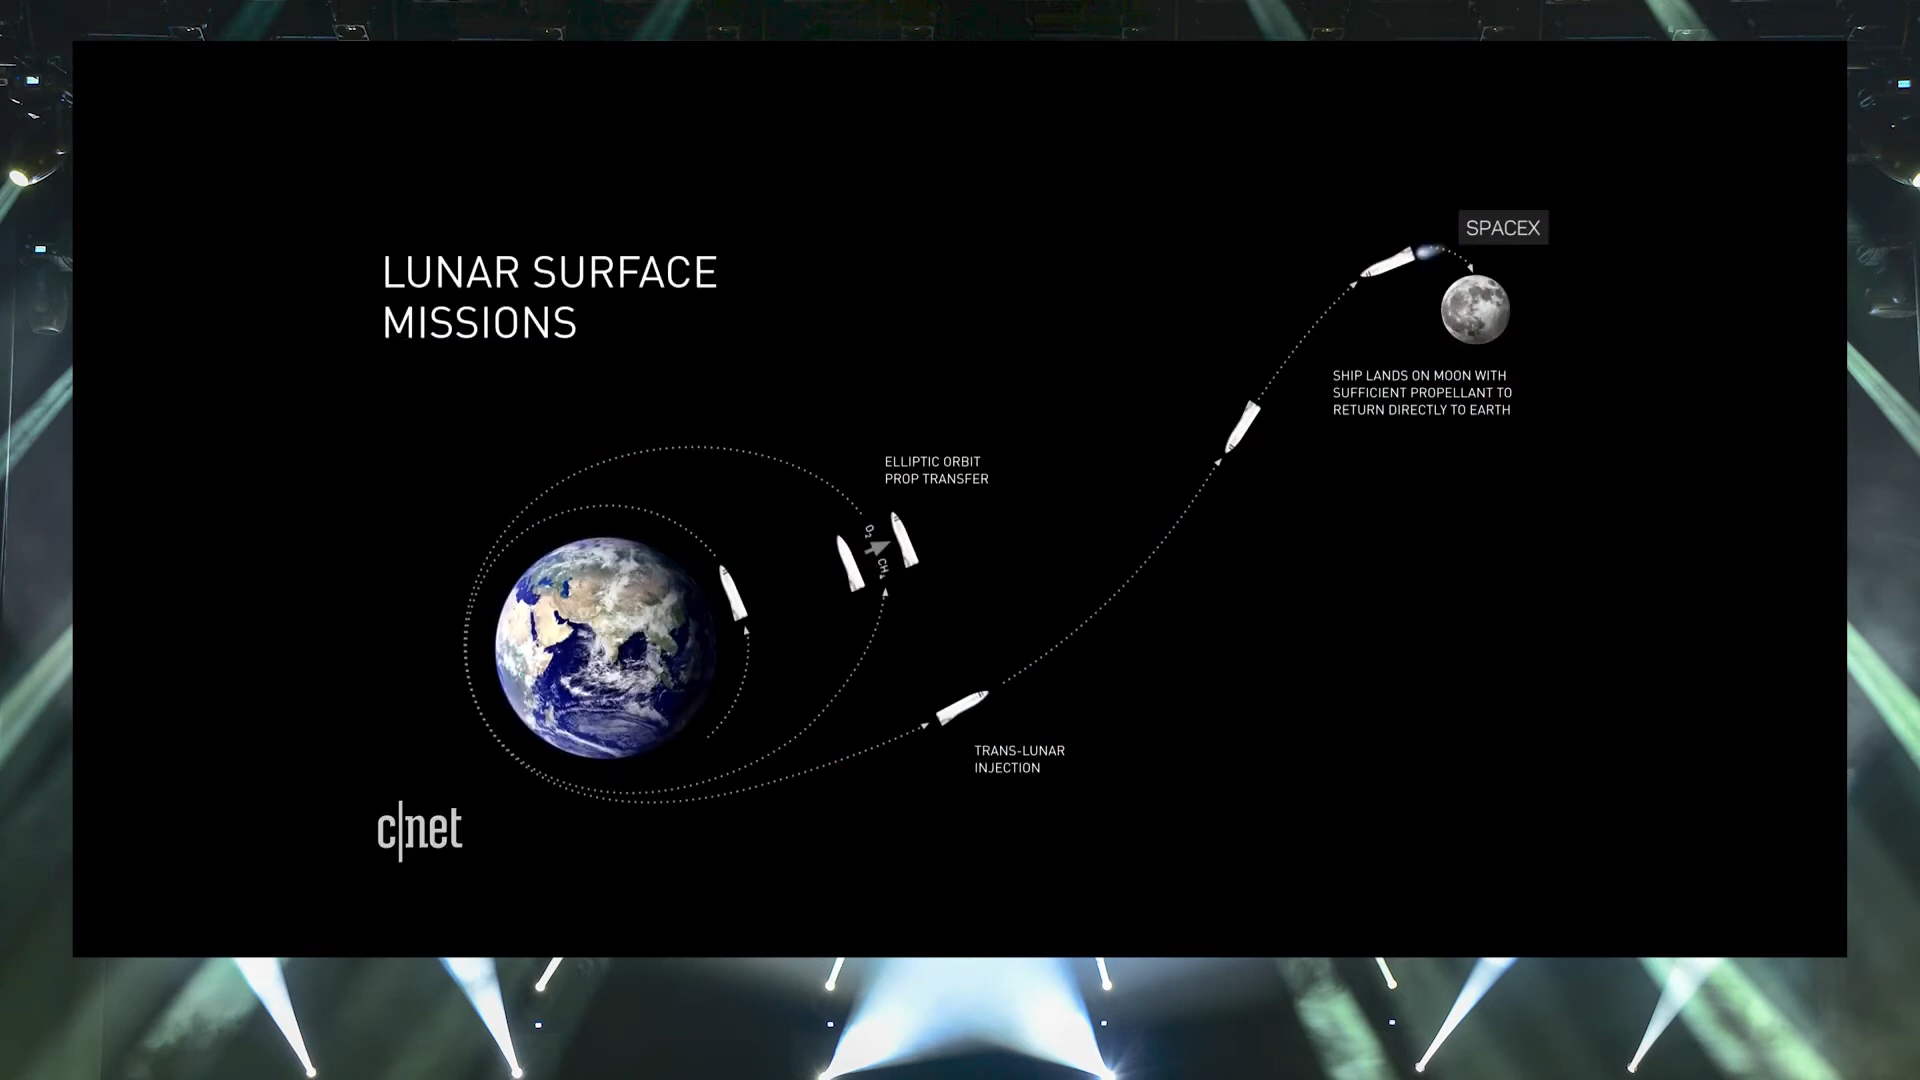 SPACEX
LUNAR SURFACE
MISSIONS
SHIP LANDS ON MOON WITH
SUFFICIENT PROPELLANT TO
RETURN DIRECTLY TO EARTH
ELLIPTIC ORBIT
PROP TRANSFER
O₂
CH₄
TRANS-LUNAR
INJECTION
c|net